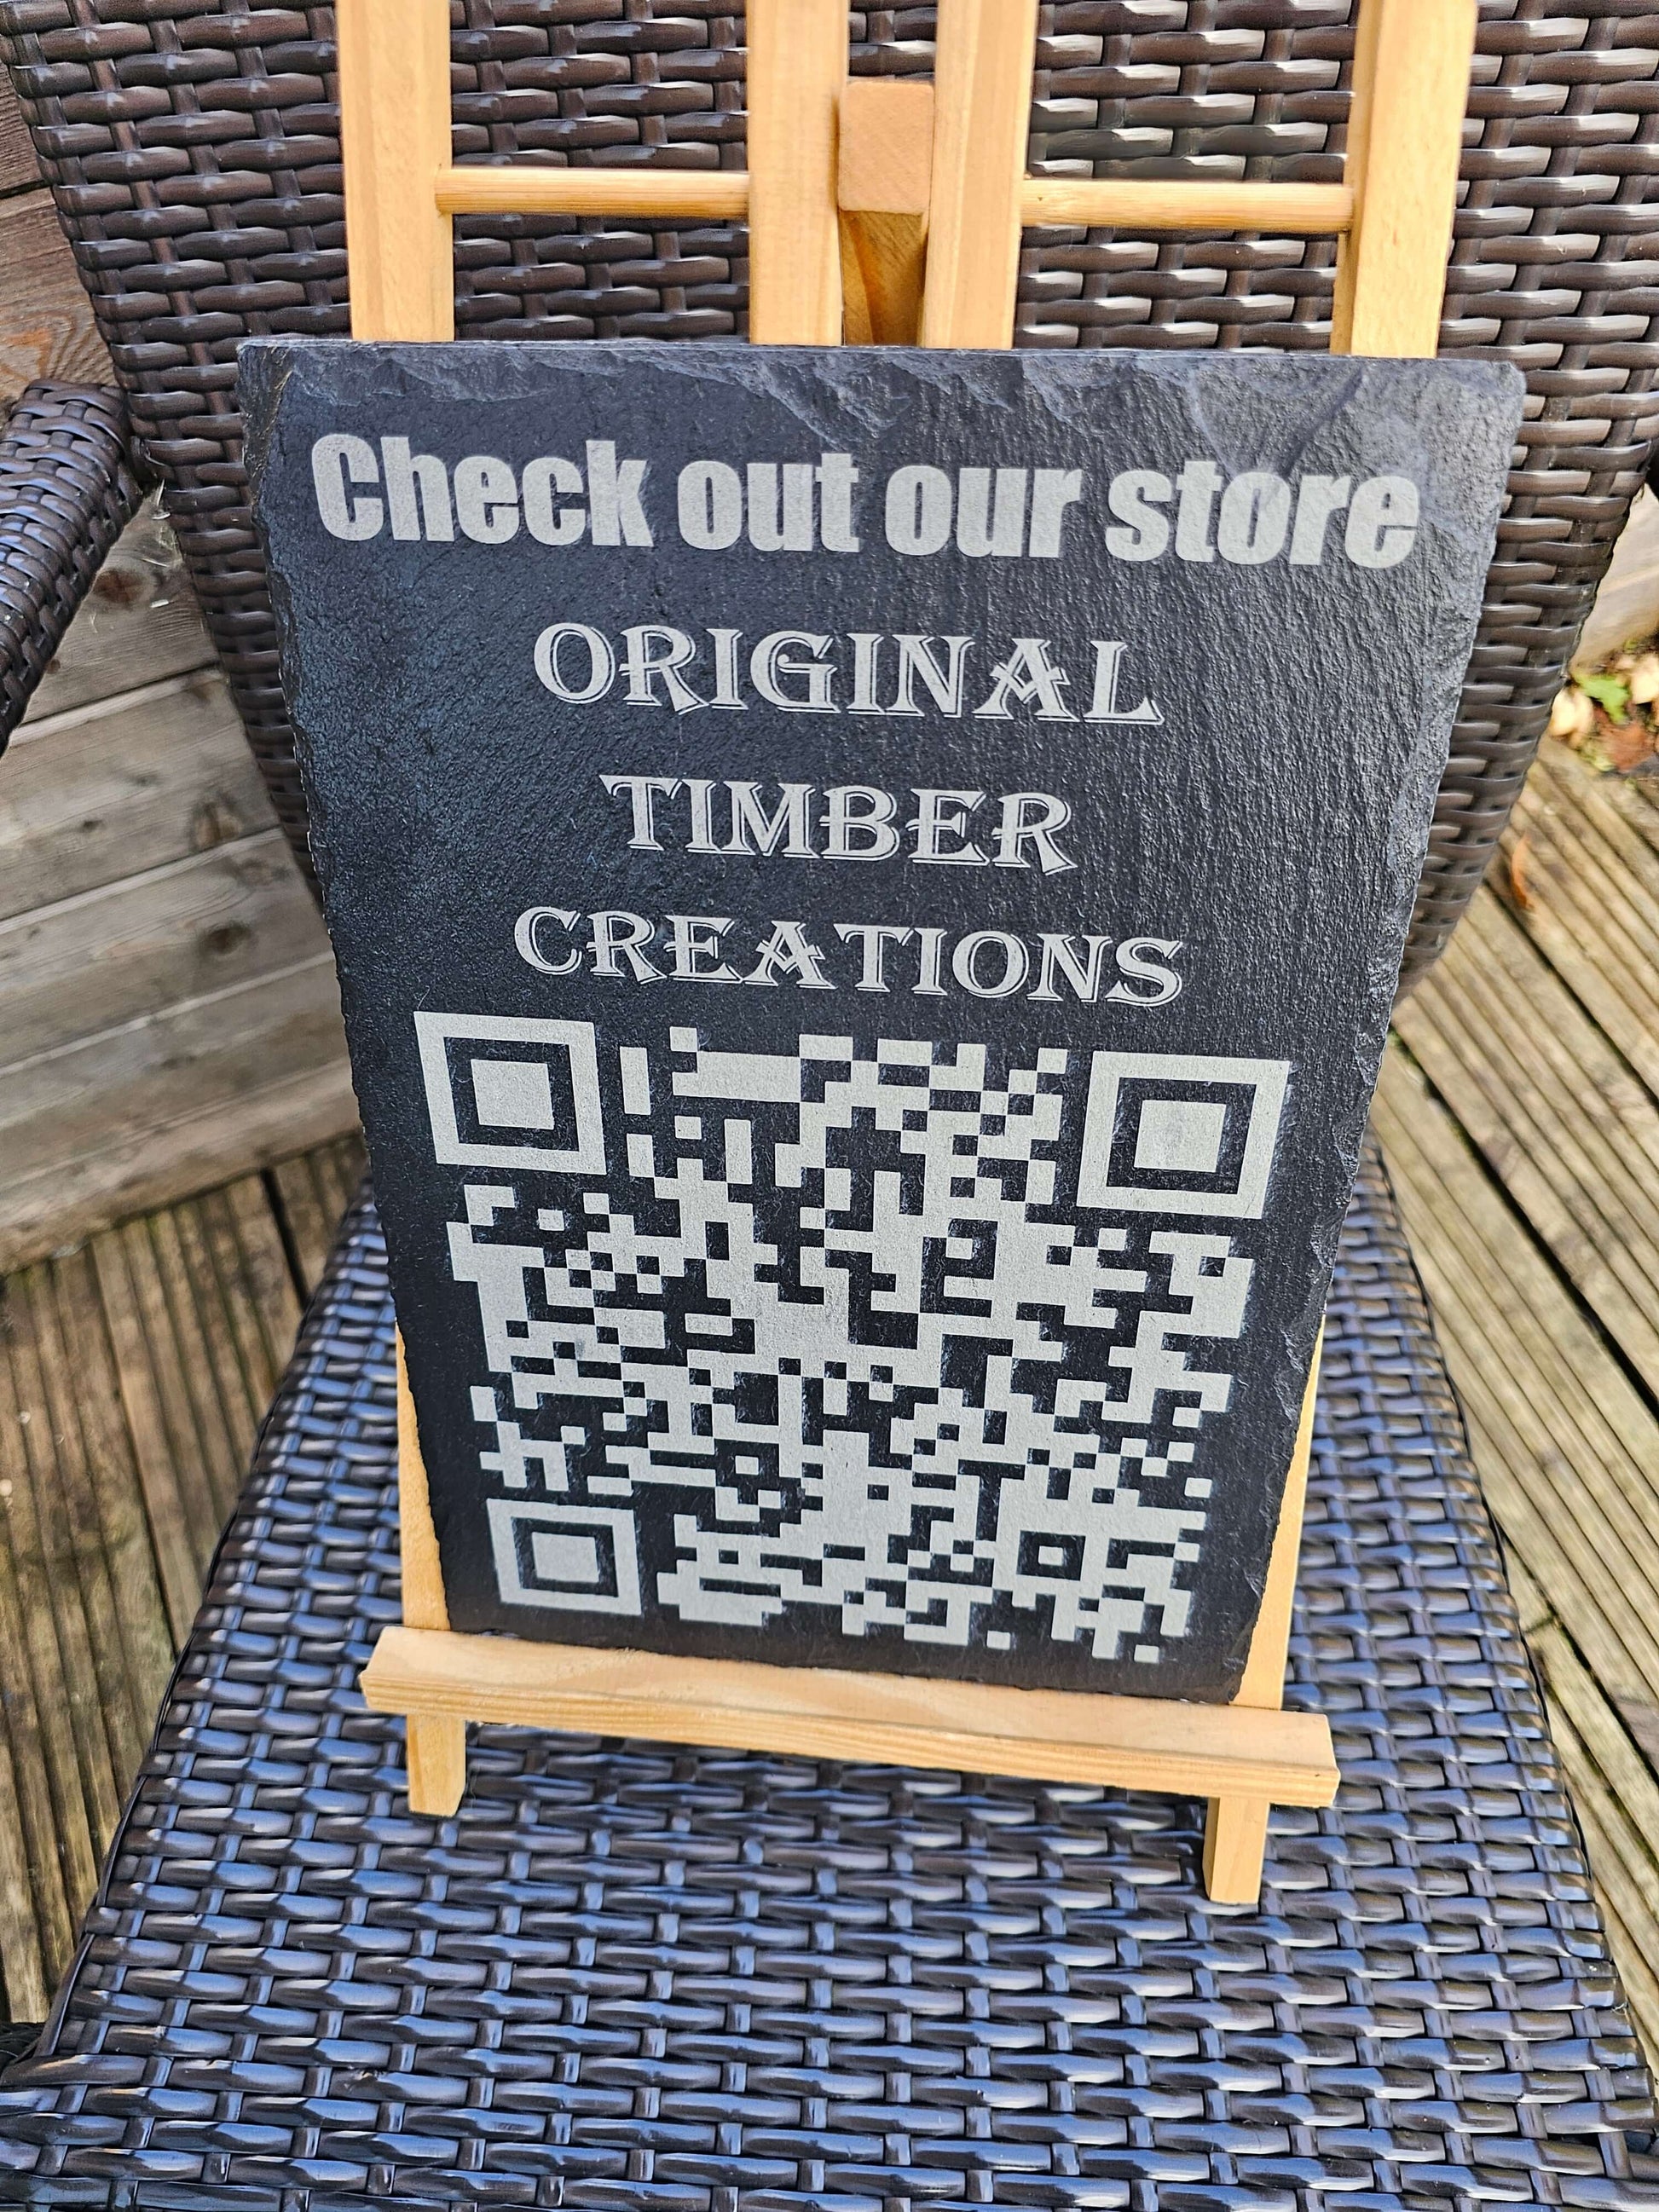 Check out our store
ORIGINAL
TIMBER
CREATIONS